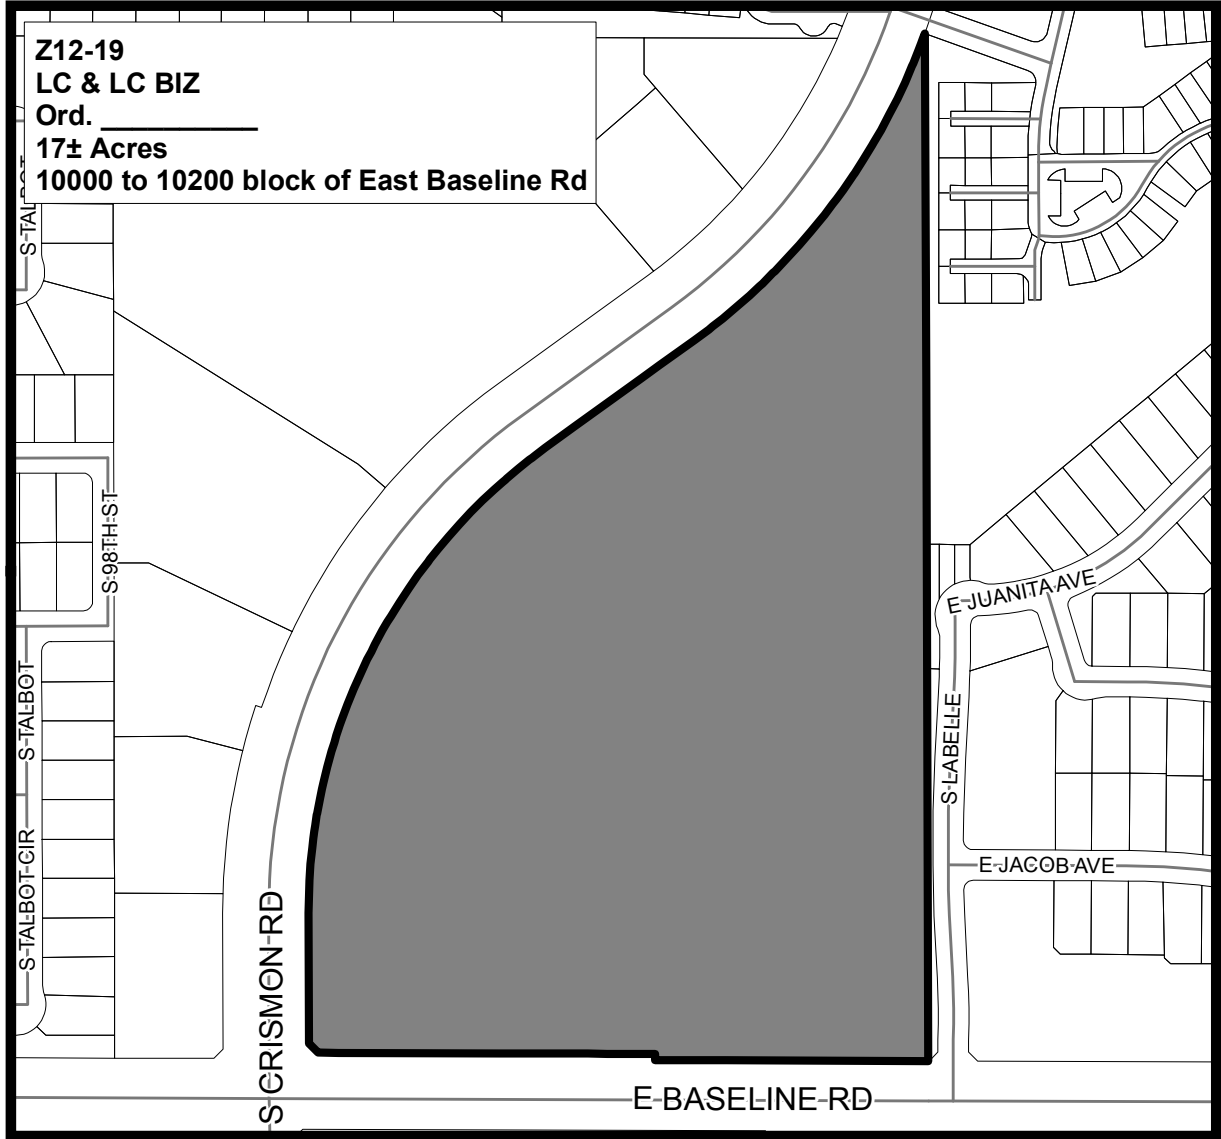 Z12-19
LC & LC BIZ
Ord. __________
17± Acres
10000 to 10200 block of East Baseline Rd
S TALBOT
S 98TH ST
S TALBOT
S TALBOT CIR
S CRISMON RD
E BASELINE RD
S LABELLE
E JUANITA AVE
E JACOB AVE